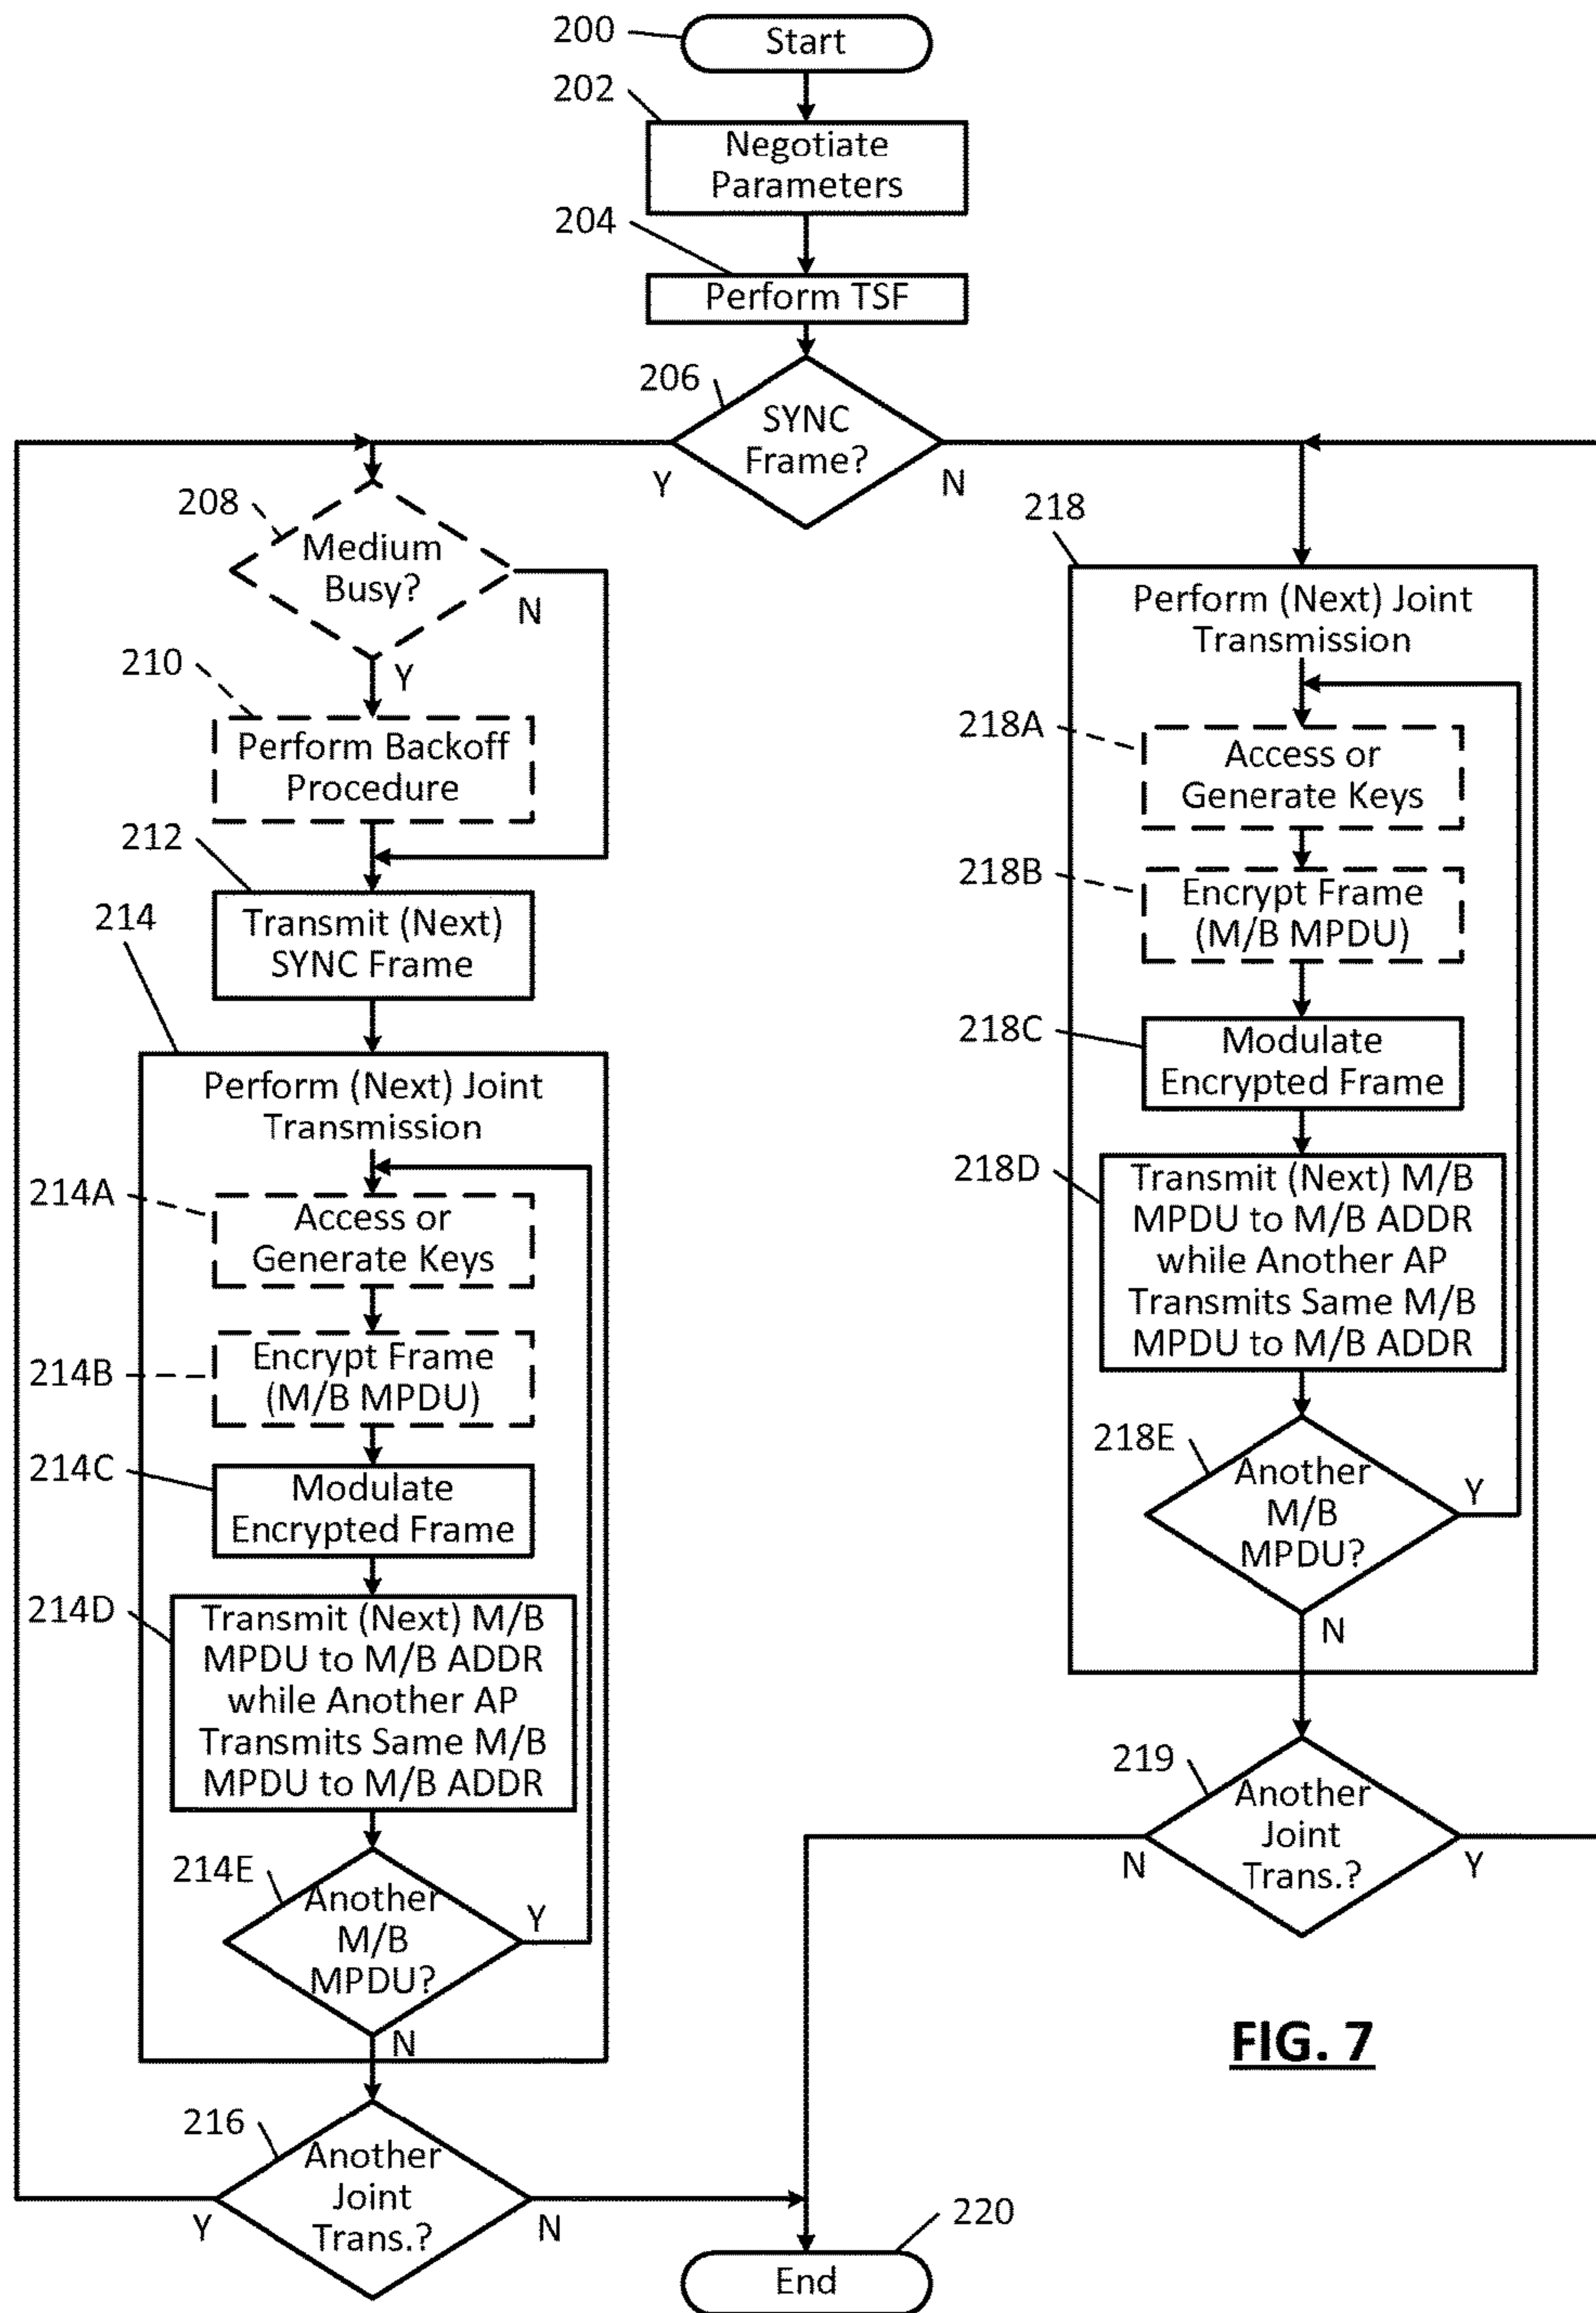 200
Start
202
Negotiate
Parameters
204
Perform TSF
206
SYNC
Frame?
Y
N
208
Medium
Busy?
N
Y
210
Perform Backoff
Procedure
212
Transmit (Next)
SYNC Frame
214
Perform (Next) Joint
Transmission
214A
Access or
Generate Keys
214B
Encrypt Frame
(M/B MPDU)
214C
Modulate
Encrypted Frame
214D
Transmit (Next) M/B
MPDU to M/B ADDR
while Another AP
Transmits Same M/B
MPDU to M/B ADDR
214E
Another
M/B
MPDU?
Y
N
216
Another
Joint
Trans.?
Y
N
218
Perform (Next) Joint
Transmission
218A
Access or
Generate Keys
218B
Encrypt Frame
(M/B MPDU)
218C
Modulate
Encrypted Frame
218D
Transmit (Next) M/B
MPDU to M/B ADDR
while Another AP
Transmits Same M/B
MPDU to M/B ADDR
218E
Another
M/B
MPDU?
Y
N
219
Another
Joint
Trans.?
N
Y
220
End
FIG. 7